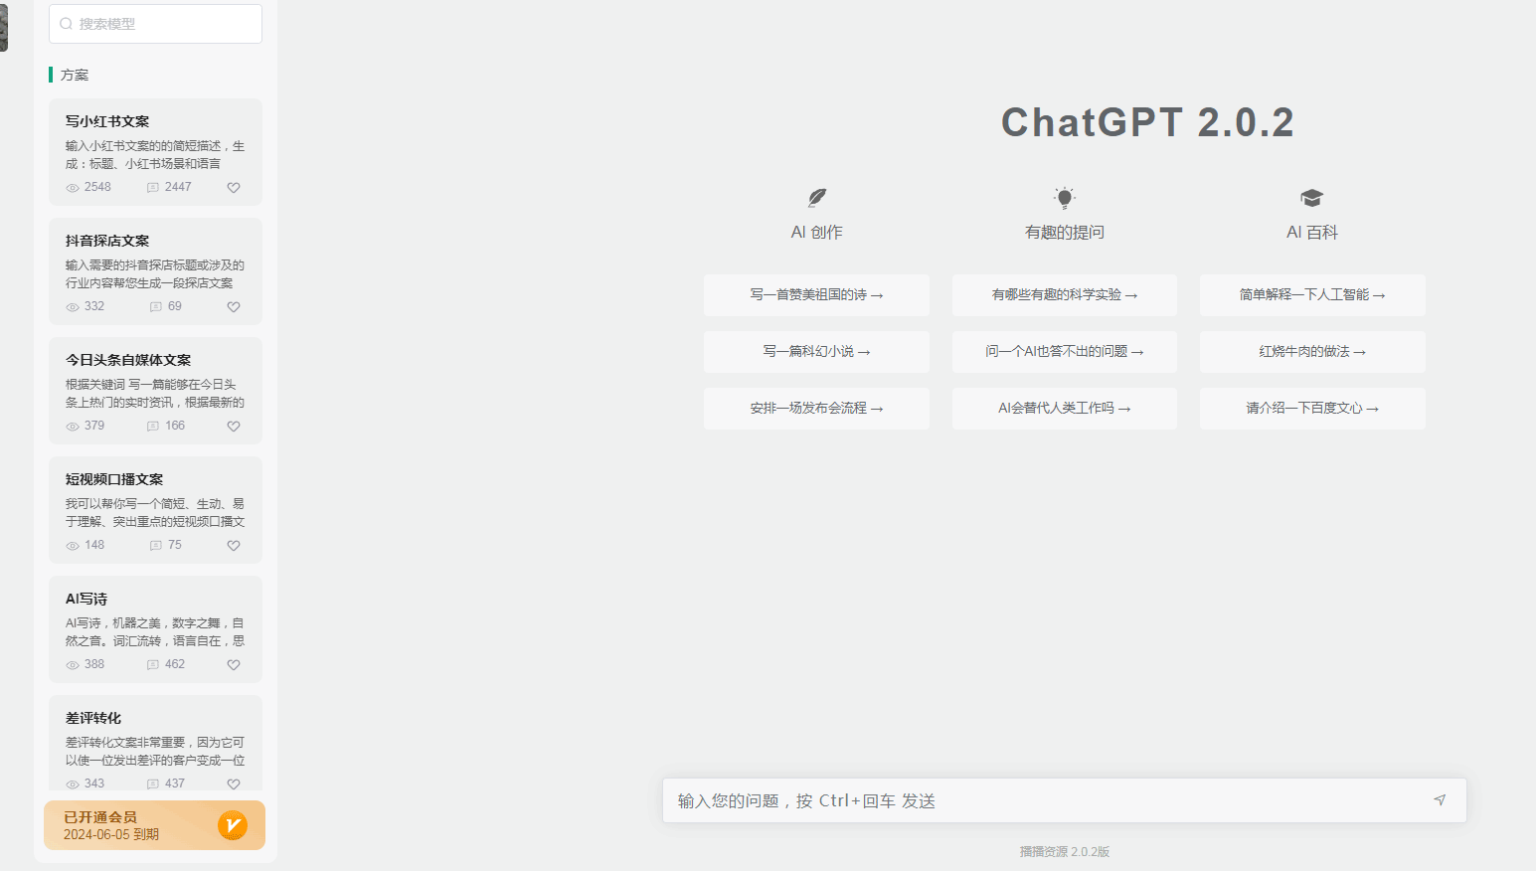 搜索模型
方案
写小红书文案
输入小红书文案的的简短描述，生
成：标题、小红书场景和语言
2548 2447
抖音探店文案
输入需要的抖音探店标题或涉及的
行业内容帮您生成一段探店文案
332 69
今日头条自媒体文案
根据关键词 写一篇能够在今日头
条上热门的实时资讯，根据最新的
379 166
短视频口播文案
我可以帮你写一个简短、生动、易
于理解、突出重点的短视频口播文
148 75
AI写诗
AI写诗，机器之美，数字之舞，自
然之音。词汇流转，语言自在，思
388 462
差评转化
差评转化文案非常重要，因为它可
以使一位发出差评的客户变成一位
343 437
已开通会员
2024-06-05 到期
ChatGPT 2.0.2
AI 创作
有趣的提问
AI 百科
写一首赞美祖国的诗 →
有哪些有趣的科学实验 →
简单解释一下人工智能 →
写一篇科幻小说 →
问一个AI也答不出的问题 →
红烧牛肉的做法 →
安排一场发布会流程 →
AI会替代人类工作吗 →
请介绍一下百度文心 →
输入您的问题，按 Ctrl+回车 发送
播播资源 2.0.2版